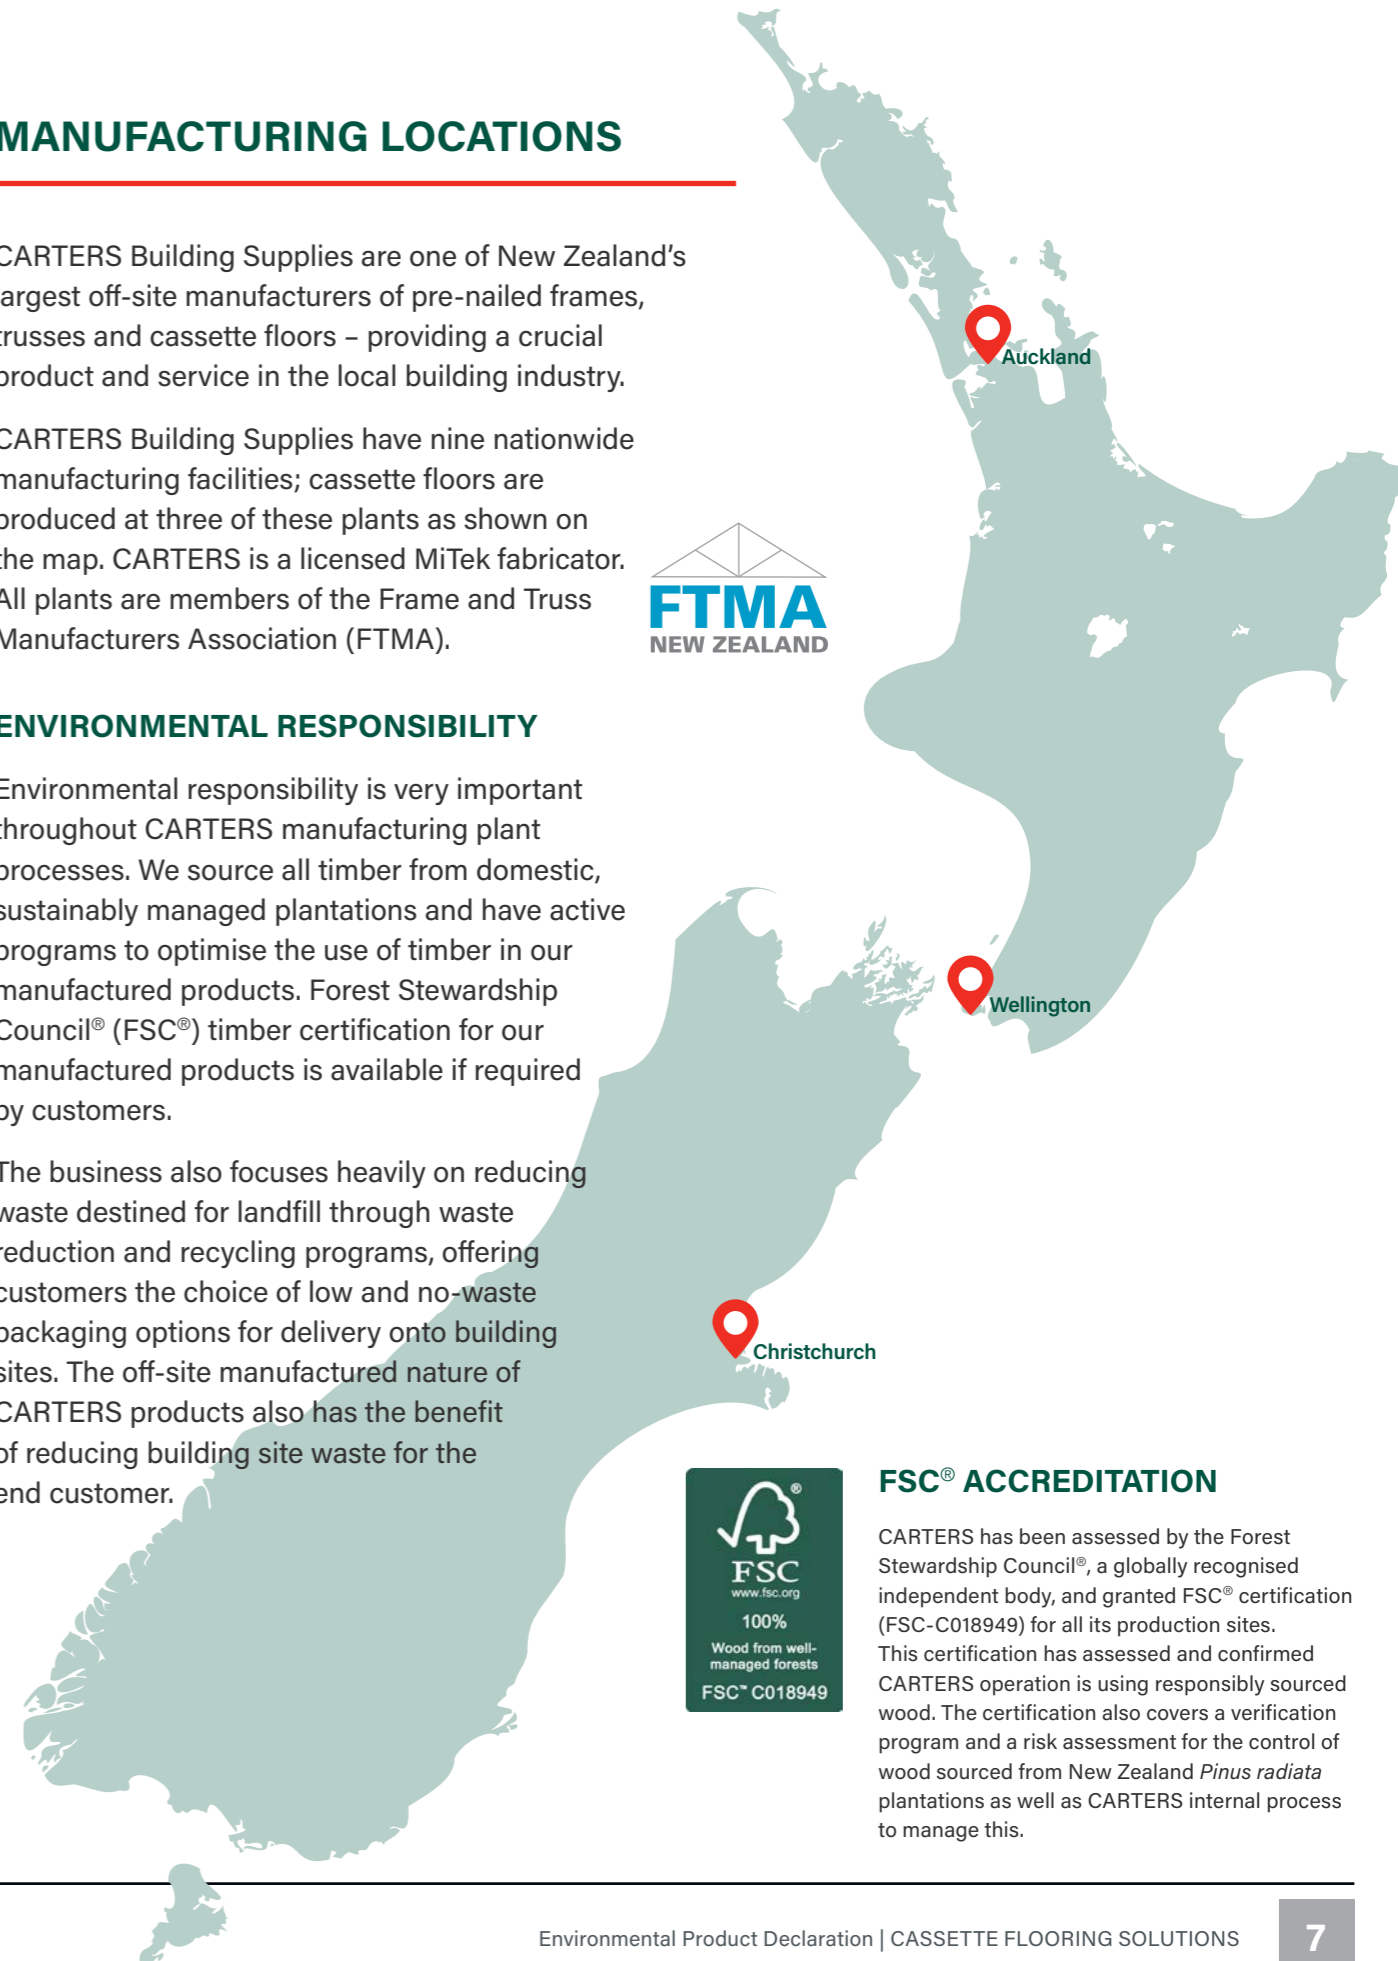 MANUFACTURING LOCATIONS
CARTERS Building Supplies are one of New Zealand's
largest off-site manufacturers of pre-nailed frames,
trusses and cassette floors – providing a crucial
product and service in the local building industry.
CARTERS Building Supplies have nine nationwide
manufacturing facilities; cassette floors are
produced at three of these plants as shown on
the map. CARTERS is a licensed MiTek fabricator.
All plants are members of the Frame and Truss
Manufacturers Association (FTMA).
FTMA
NEW ZEALAND
ENVIRONMENTAL RESPONSIBILITY
Environmental responsibility is very important
throughout CARTERS manufacturing plant
processes. We source all timber from domestic,
sustainably managed plantations and have active
programs to optimise the use of timber in our
manufactured products. Forest Stewardship
Council® (FSC®) timber certification for our
manufactured products is available if required
by customers.
The business also focuses heavily on reducing
waste destined for landfill through waste
reduction and recycling programs, offering
customers the choice of low and no-waste
packaging options for delivery onto building
sites. The off-site manufactured nature of
CARTERS products also has the benefit
of reducing building site waste for the
end customer.
Auckland
Wellington
Christchurch
®
FSC
www.fsc.org
100%
Wood from well-
managed forests
FSC™ C018949
FSC® ACCREDITATION
CARTERS has been assessed by the Forest
Stewardship Council®, a globally recognised
independent body, and granted FSC® certification
(FSC-C018949) for all its production sites.
This certification has assessed and confirmed
CARTERS operation is using responsibly sourced
wood. The certification also covers a verification
program and a risk assessment for the control of
wood sourced from New Zealand Pinus radiata
plantations as well as CARTERS internal process
to manage this.
Environmental Product Declaration | CASSETTE FLOORING SOLUTIONS
7